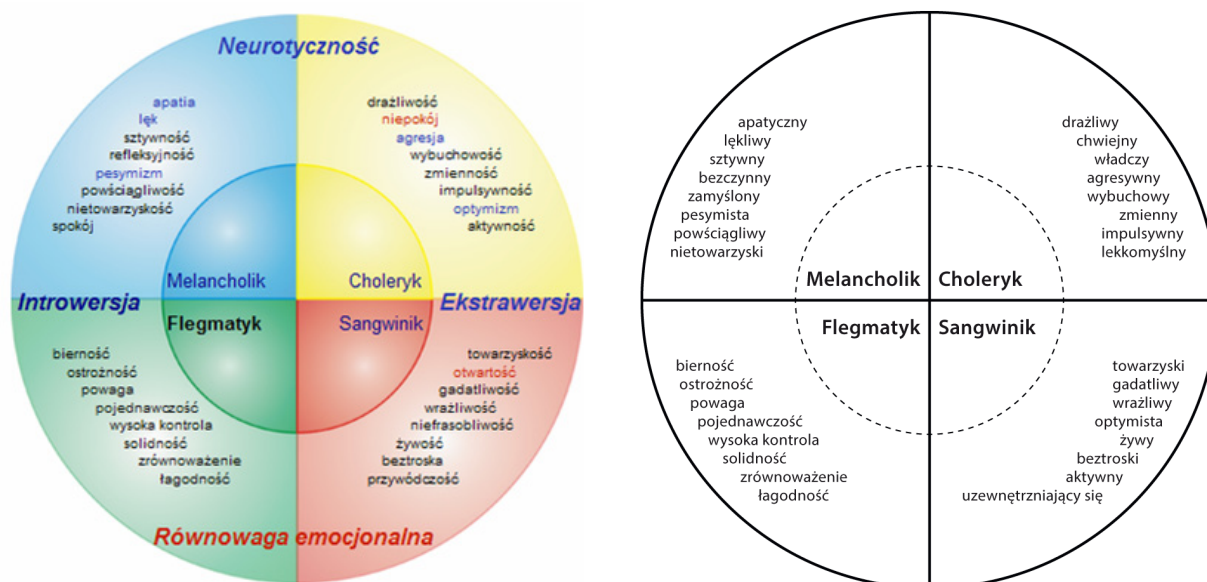 Neurotyczność
apatia
lęk
sztywność
refleksyjność
pesymizm
powściągliwość
nietowarzyskość
spokój
drażliwość
niepokój
agresja
wybuchowość
zmienność
impulsywność
optymizm
aktywność
Melancholik
Choleryk
Introwersja
Ekstrawersja
Flegmatyk
Sangwinik
bierność
ostrożność
powaga
pojednawczość
wysoka kontrola
solidność
zrównoważenie
łagodność
towarzyskość
otwartość
gadatliwość
wrażliwość
niefrasobliwość
żywość
beztroska
przywódczość
Równowaga emocjonalna
apatyczny
lękliwy
sztywny
bezczynny
zamyślony
pesymista
powściągliwy
nietowarzyski
drażliwy
chwiejny
władczy
agresywny
wybuchowy
zmienny
impulsywny
lekkomyślny
Melancholik
Choleryk
Flegmatyk
Sangwinik
bierność
ostrożność
powaga
pojednawczość
wysoka kontrola
solidność
zrównoważenie
łagodność
towarzyski
gadatliwy
wrażliwy
optymista
żywy
beztroski
aktywny
uzewnętrzniający się